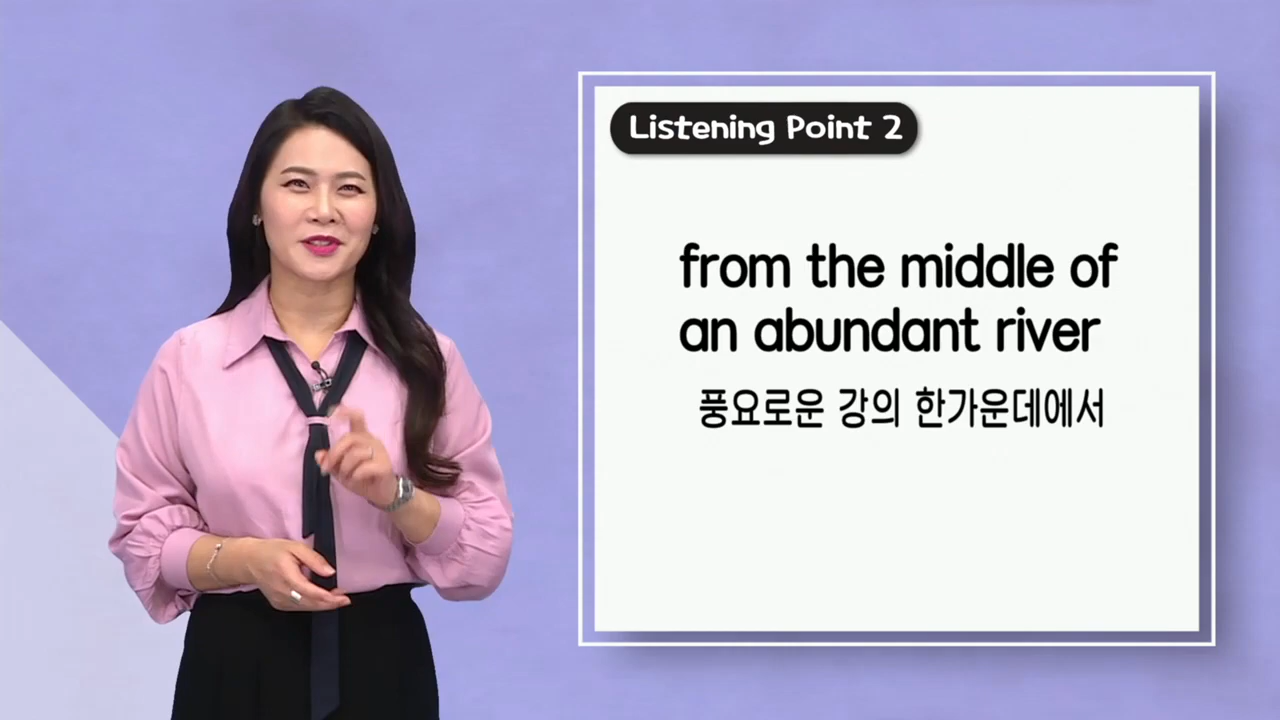 Listening Point 2
from the middle of
an abundant river
풍요로운 강의 한가운데에서